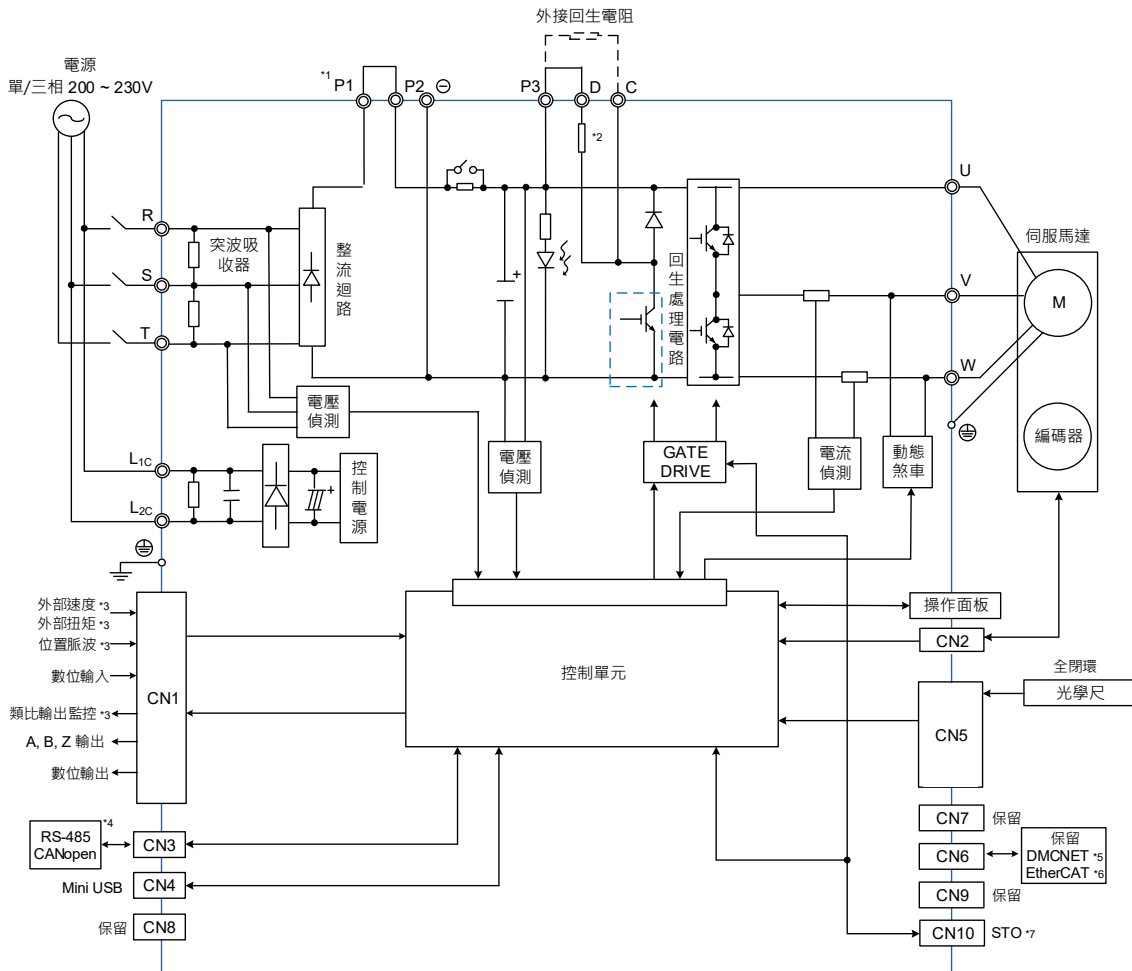 外接回生電阻
電源
單/三相 200 ~ 230V
*1 P1
P2
⊖
P3
D
C
*2
R
S
T
突波吸
收器
整流迴路
回生處理電路
U
V
W
伺服馬達
M
編碼器
電壓
偵測
L1C
L2C
控制電源
電壓
偵測
GATE
DRIVE
電流
偵測
動態
煞車
外部速度 *3
外部扭矩 *3
位置脈波 *3
數位輸入
類比輸出監控 *3
A, B, Z 輸出
數位輸出
CN1
控制單元
操作面板
CN2
全閉環
光學尺
CN5
RS-485
CANopen
*4
CN3
Mini USB
CN4
保留
CN8
CN7
保留
CN6
保留
DMCNET *5
EtherCAT *6
CN9
保留
CN10
STO *7